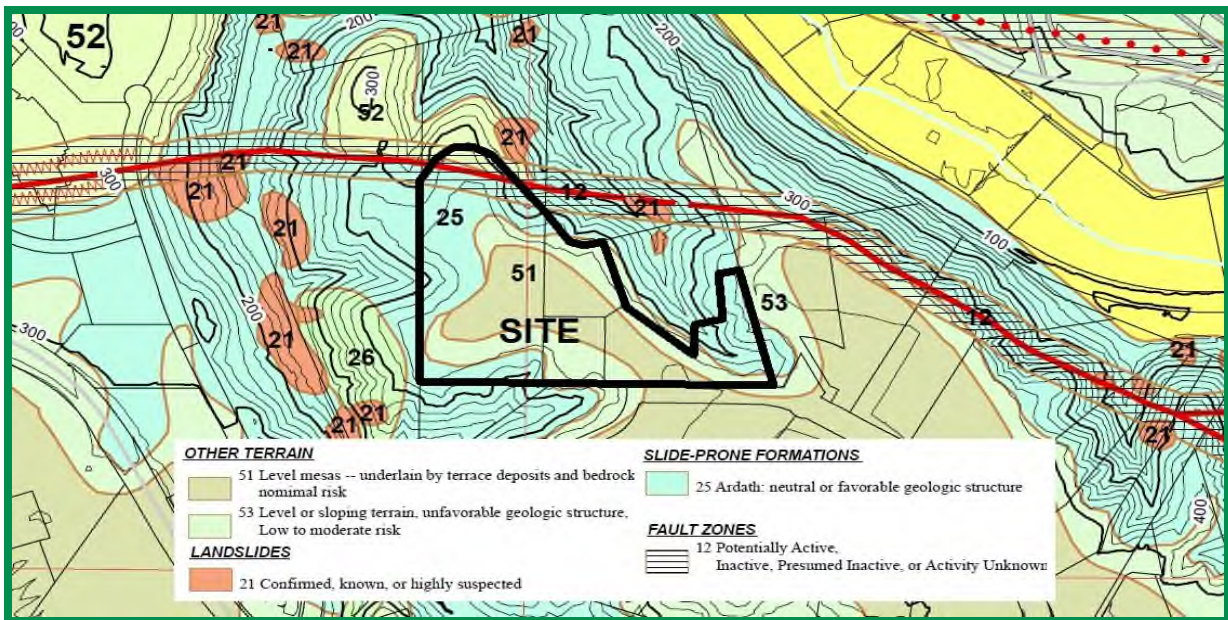 52
21
21
200
21
200
300
52
21
21
21
300
25
12
21
300
21
100
51
53
SITE
12
200
21
26
300
21
21
21
21
21
400
OTHER TERRAIN
51 Level mesas -- underlain by terrace deposits and bedrock
nomimal risk
53 Level or sloping terrain, unfavorable geologic structure,
Low to moderate risk
LANDSLIDES
21 Confirmed, known, or highly suspected
SLIDE-PRONE FORMATIONS
25 Ardath: neutral or favorable geologic structure
FAULT ZONES
12 Potentially Active,
Inactive, Presumed Inactive, or Activity Unknown